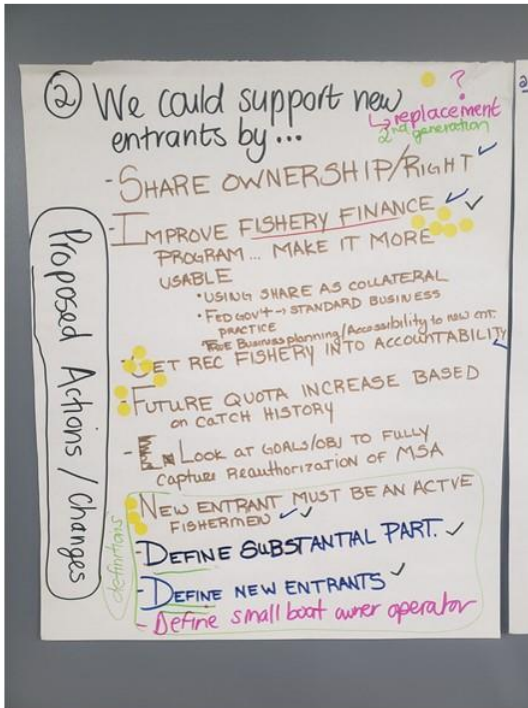 ② We could support new
entrants by...
?
↳ replacement
2nd generation
- SHARE OWNERSHIP/RIGHT ✓
- IMPROVE FISHERY FINANCE ✓ ✓
PROGRAM... MAKE IT MORE
USABLE
• USING SHARE AS COLLATERAL
• FED GOV'T → STANDARD BUSINESS
PRACTICE
Business planning/Accessibility to new ent.
GET REC FISHERY INTO ACCOUNTABILITY ✓
- FUTURE QUOTA INCREASE BASED
on CATCH HISTORY
- Look at GOALS/OBJ TO FULLY
Capture Reauthorization of MSA
NEW ENTRANT MUST BE AN ACTVE
FISHERMEN ✓ ✓
- DEFINE SUBSTANTIAL PART. ✓
- DEFINE NEW ENTRANTS ✓
- Define small boat owner operator
definitions
Proposed Actions / Changes